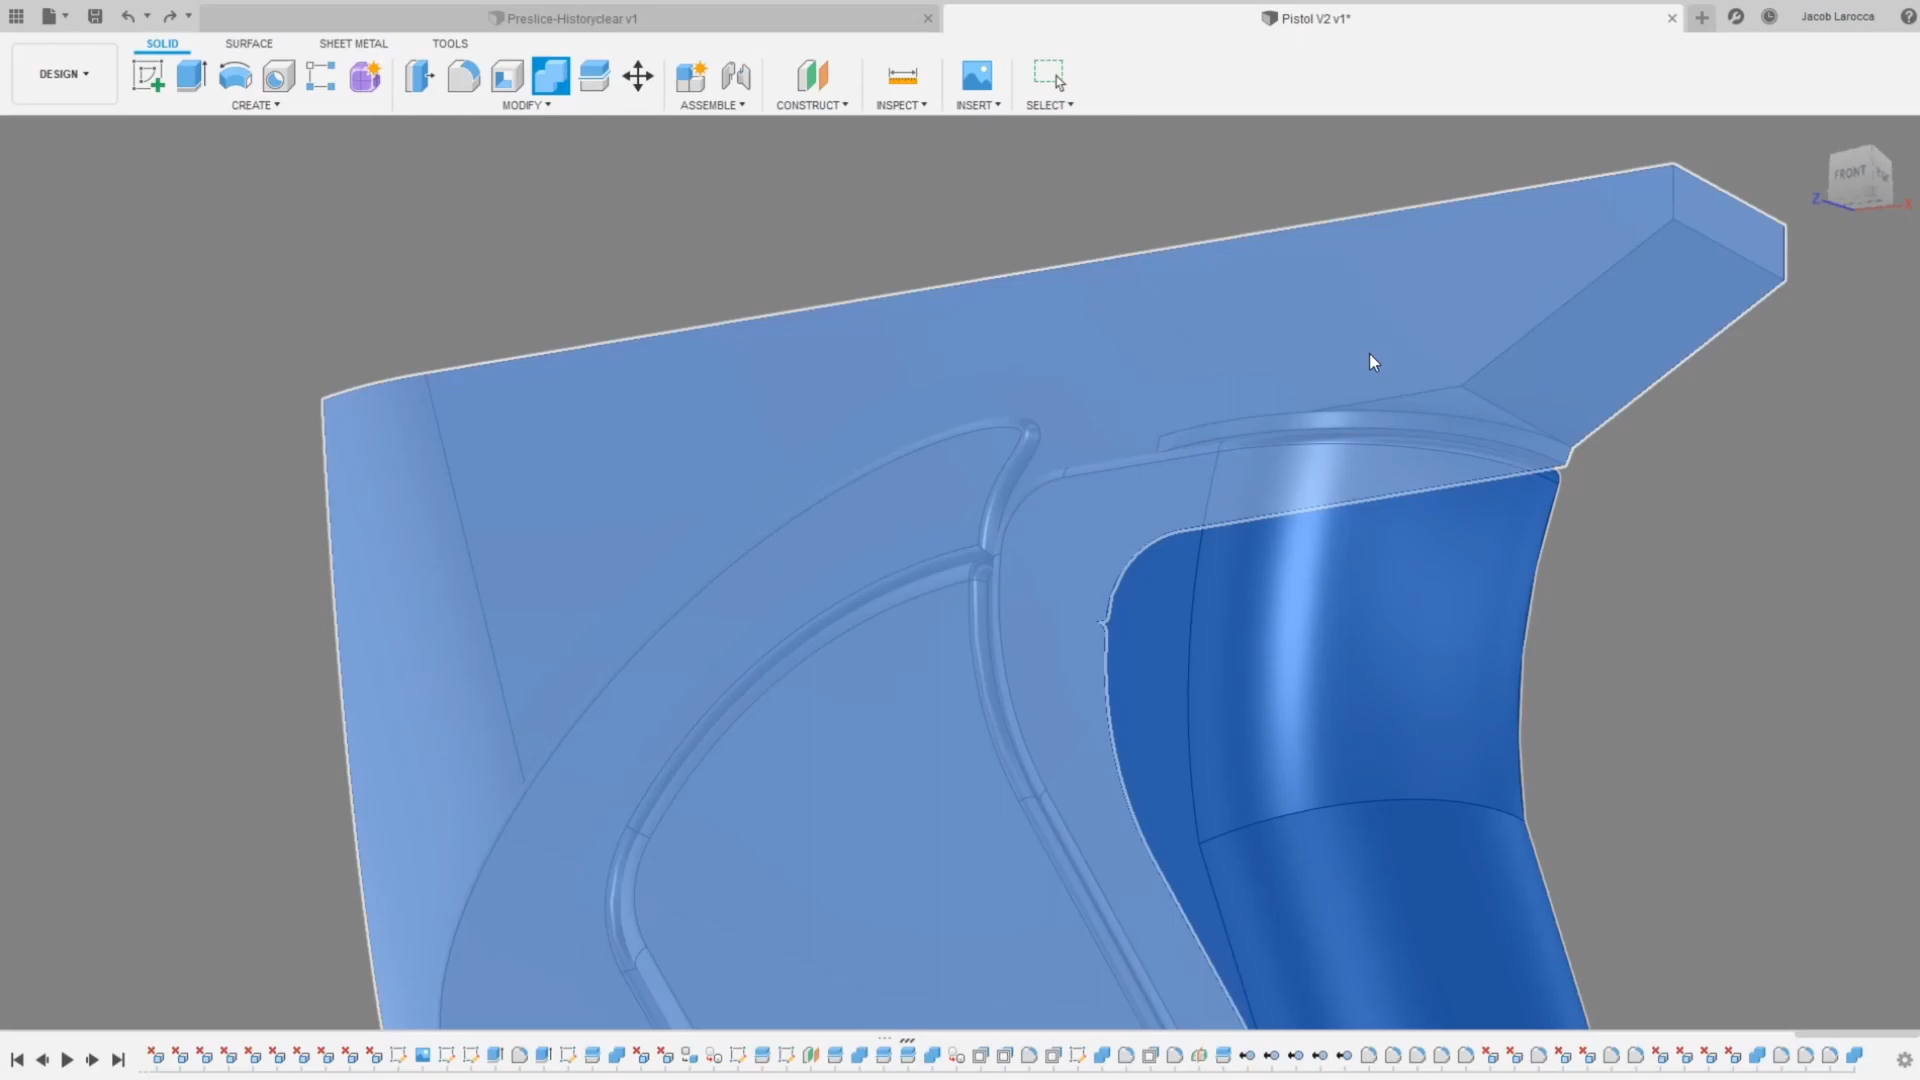 Preslice-Historyclear v1
Pistol V2 v1*
Jacob Larocca
SOLID
SURFACE
SHEET METAL
TOOLS
DESIGN
CREATE
MODIFY
ASSEMBLE
CONSTRUCT
INSPECT
INSERT
SELECT
FRONT
Z
X